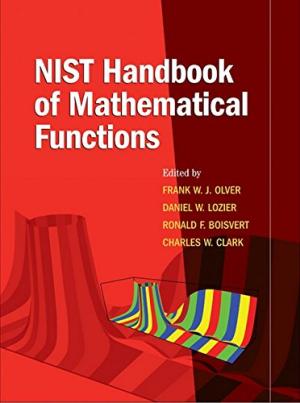 NIST Handbook
of Mathematical
Functions
Edited by
FRANK W. J. OLVER
DANIEL W. LOZIER
RONALD F. BOISVERT
CHARLES W. CLARK